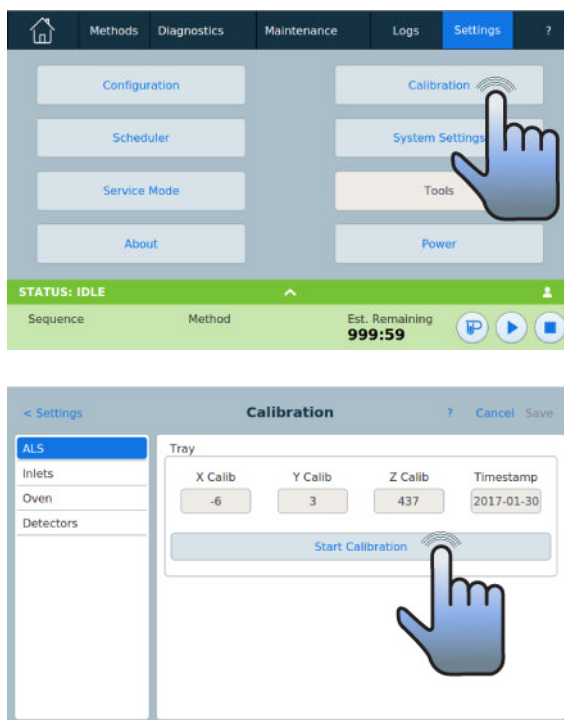 Methods Diagnostics Maintenance Logs Settings ?
Configuration Calibration
Scheduler System Settings
Service Mode Tools
About Power
STATUS: IDLE
Sequence Method Est. Remaining
999:59
< Settings Calibration ? Cancel Save
ALS Tray
Inlets X Calib Y Calib Z Calib Timestamp
Oven -6 3 437 2017-01-30
Detectors
Start Calibration